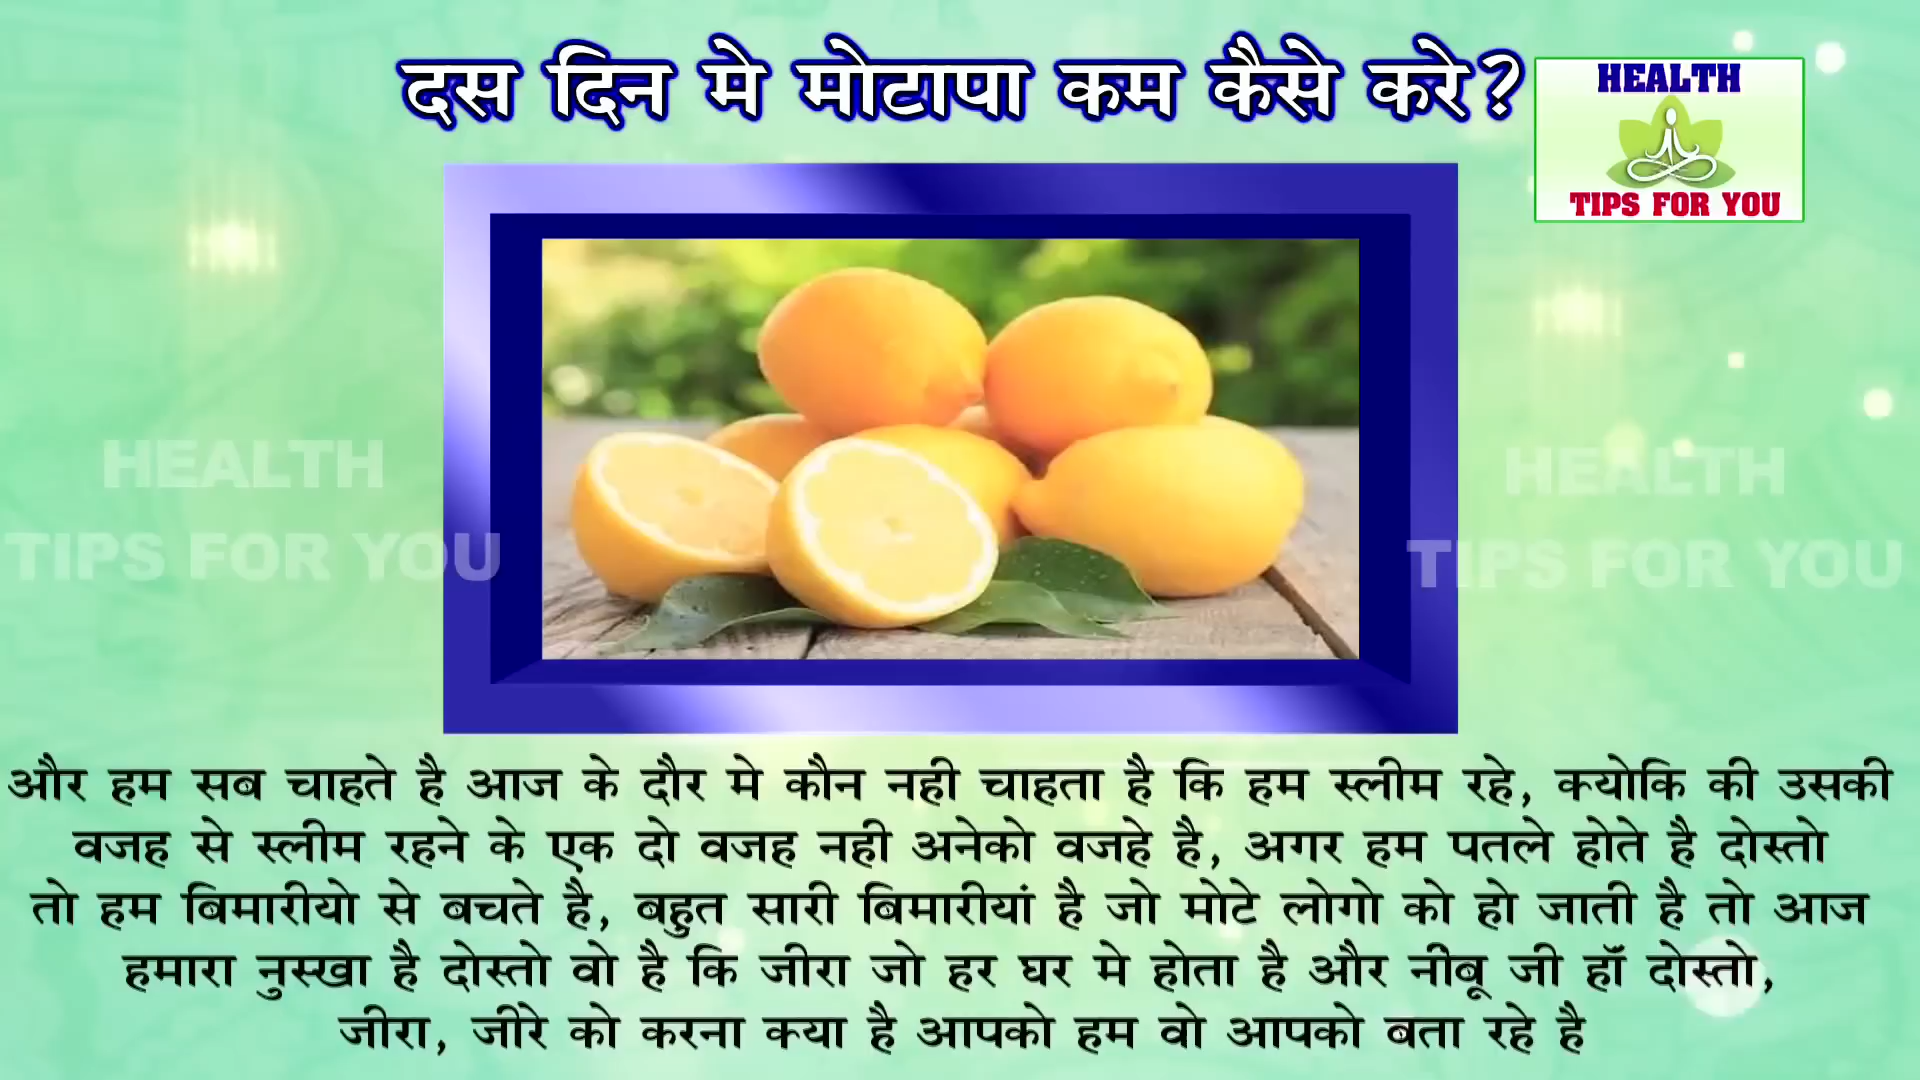 दस दिन मे मोटापा कम कैसे करे?
HEALTH
TIPS FOR YOU
HEALTH
TIPS FOR YOU
HEALTH
TIPS FOR YOU
और हम सब चाहते है आज के दौर मे कौन नही चाहता है कि हम स्लीम रहे, क्योकि की उसकी
वजह से स्लीम रहने के एक दो वजह नही अनेको वजहे है, अगर हम पतले होते है दोस्तो
तो हम बिमारीयो से बचते है, बहुत सारी बिमारीयां है जो मोटे लोगो को हो जाती है तो आज
हमारा नुस्खा है दोस्तो वो है कि जीरा जो हर घर मे होता है और नींबू जी हॉं दोस्तो,
जीरा, जीरे को करना क्या है आपको हम वो आपको बता रहे है